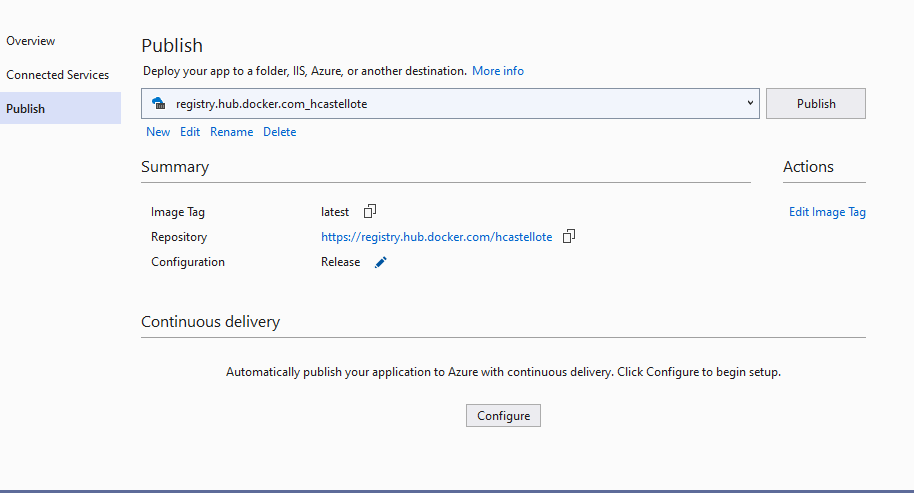 Overview
Connected Services
Publish
Publish
Deploy your app to a folder, IIS, Azure, or another destination. More info
registry.hub.docker.com_hcastellote
Publish
New Edit Rename Delete
Summary
Actions
Image Tag latest
Edit Image Tag
Repository https://registry.hub.docker.com/hcastellote
Configuration Release
Continuous delivery
Automatically publish your application to Azure with continuous delivery. Click Configure to begin setup.
Configure